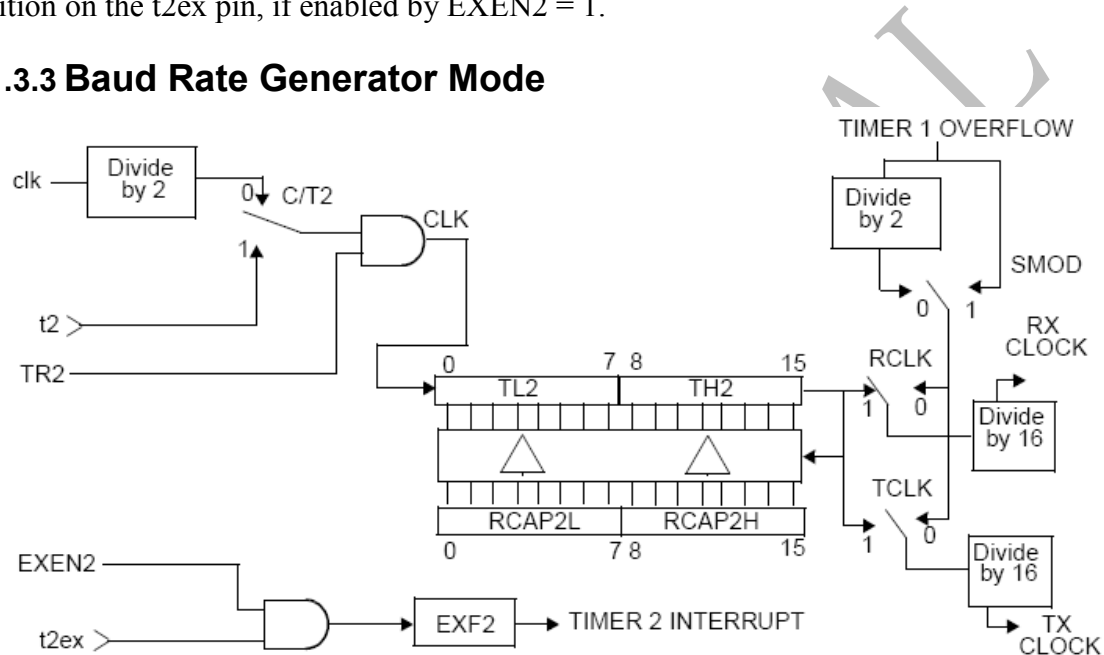 ition on the t2ex pin, if enabled by EXEN2 = 1.
.3.3 Baud Rate Generator Mode
TIMER 1 OVERFLOW
clk
Divide
by 2
0
C/T2
CLK
Divide
by 2
1
SMOD
0
1
t2
RX
CLOCK
TR2
0
7 8
15
RCLK
TL2
TH2
1
0
Divide
by 16
TCLK
RCAP2L
RCAP2H
0
7 8
15
1
0
EXEN2
Divide
by 16
EXF2
TIMER 2 INTERRUPT
t2ex
TX
CLOCK